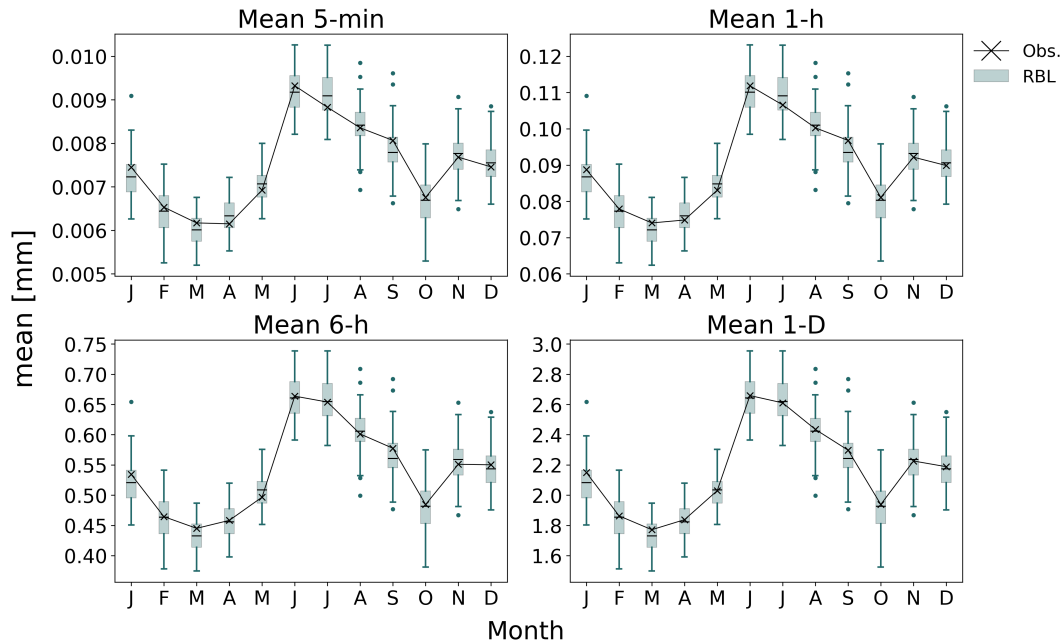 Mean 5-min
Mean 1-h
0.010
0.009
0.008
0.007
0.006
0.005
J F M A M J J A S O N D
0.12
0.11
0.10
0.09
0.08
0.07
0.06
J F M A M J J A S O N D
Obs.
RBL
mean [mm]
Mean 6-h
Mean 1-D
0.75
0.70
0.65
0.60
0.55
0.50
0.45
0.40
J F M A M J J A S O N D
3.0
2.8
2.6
2.4
2.2
2.0
1.8
1.6
J F M A M J J A S O N D
Month